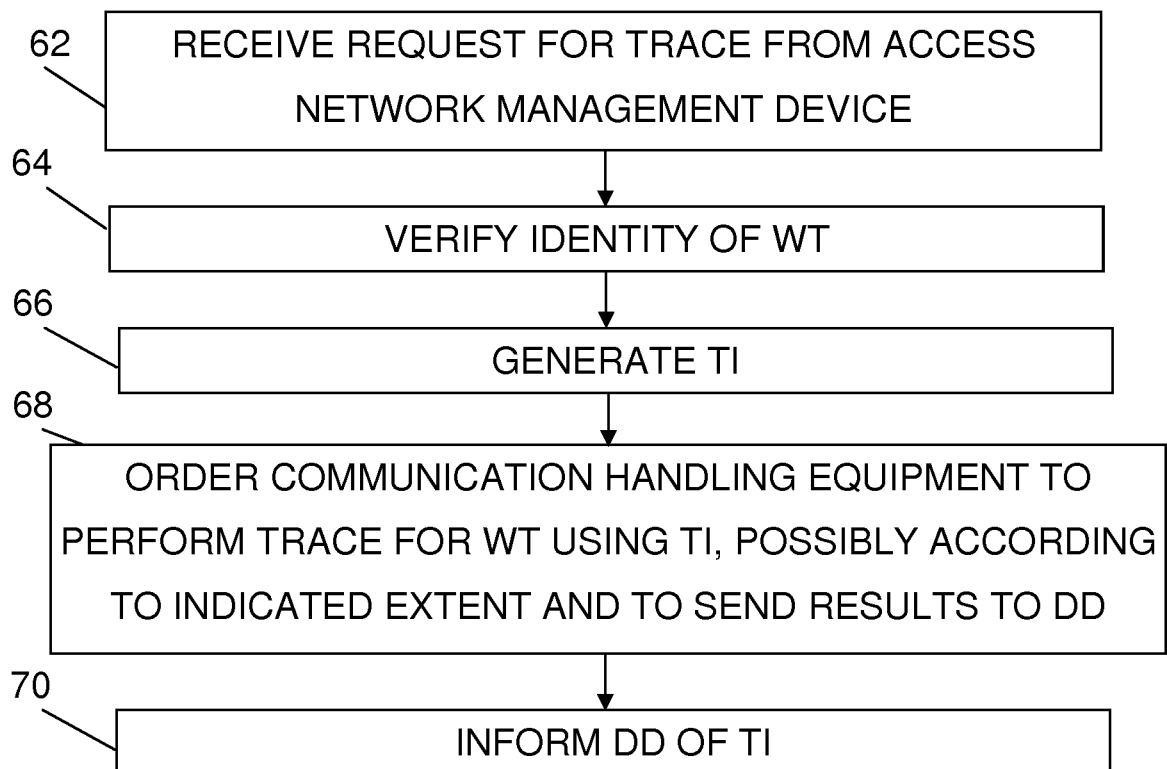 62
RECEIVE REQUEST FOR TRACE FROM ACCESS
NETWORK MANAGEMENT DEVICE
64
VERIFY IDENTITY OF WT
66
GENERATE TI
68
ORDER COMMUNICATION HANDLING EQUIPMENT TO
PERFORM TRACE FOR WT USING TI, POSSIBLY ACCORDING
TO INDICATED EXTENT AND TO SEND RESULTS TO DD
70
INFORM DD OF TI